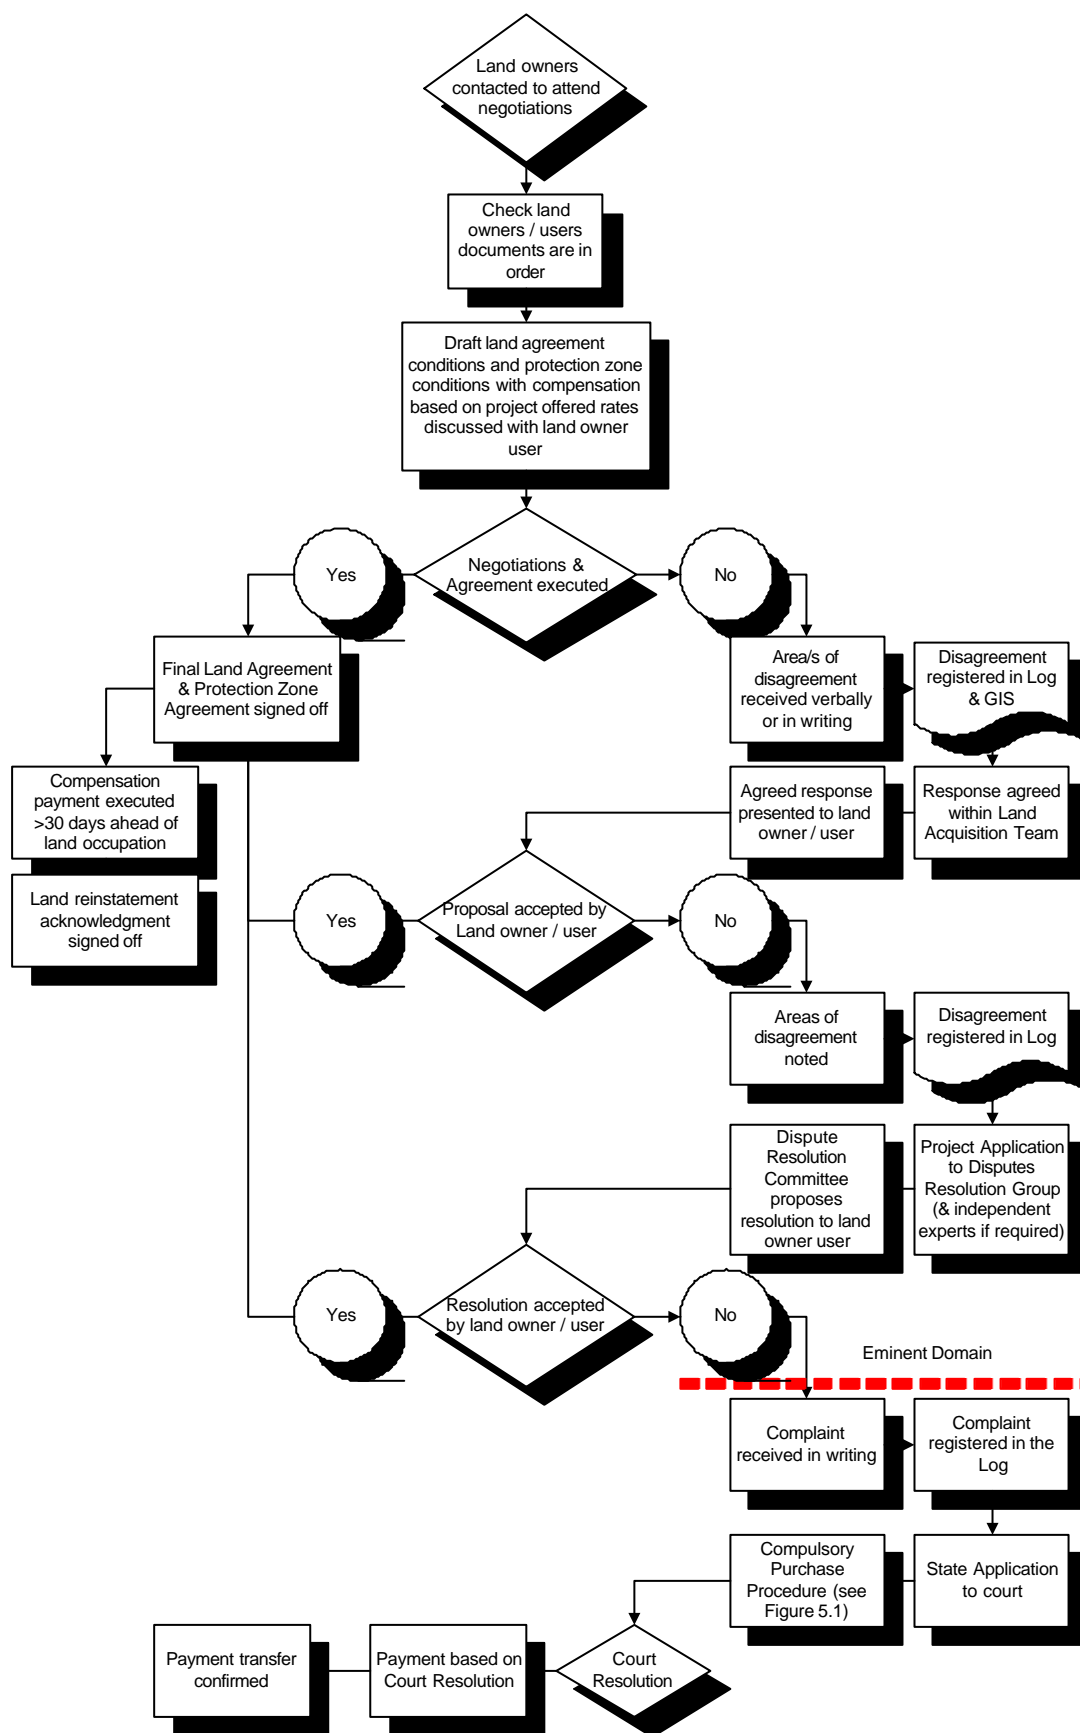 Land owners
contacted to attend
negotiations
Check land
owners / users
documents are in
order
Draft land agreement
conditions and protection zone
conditions with compensation
based on project offered rates
discussed with land owner
user
Yes
Negotiations &
Agreement executed
No
Final Land Agreement
& Protection Zone
Agreement signed off
Area/s of
disagreement
received verbally
or in writing
Disagreement
registered in Log
& GIS
Compensation
payment executed
>30 days ahead of
land occupation
Agreed response
presented to land
owner / user
Response agreed
within Land
Acquisition Team
Land reinstatement
acknowledgment
signed off
Yes
Proposal accepted by
Land owner / user
No
Areas of
disagreement
noted
Disagreement
registered in Log
Dispute
Resolution
Committee
proposes
resolution to land
owner user
Project Application
to Disputes
Resolution Group
(& independent
experts if required)
Yes
Resolution accepted
by land owner / user
No
Eminent Domain
Complaint
received in writing
Complaint
registered in the
Log
Compulsory
Purchase
Procedure (see
Figure 5.1)
State Application
to court
Payment transfer
confirmed
Payment based on
Court Resolution
Court
Resolution